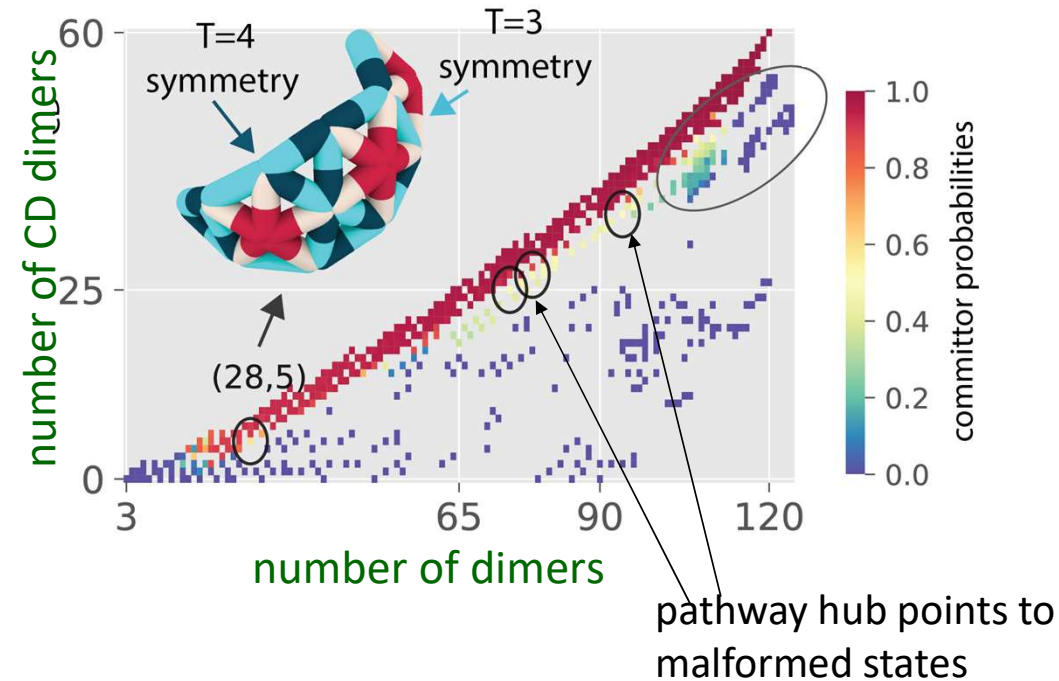 T=4
symmetry
T=3
symmetry
60
25
0
number of CD dimers
(28,5)
3
65
90
120
number of dimers
1.0
0.8
0.6
0.4
0.2
0.0
committor probabilities
pathway hub points to
malformed states